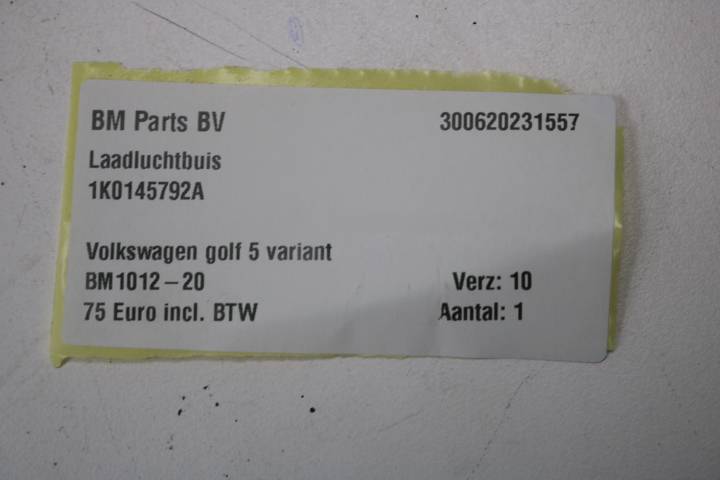 BM Parts BV 300620231557
Laadluchtbuis
1K0145792A
Volkswagen golf 5 variant
BM1012-20 Verz: 10
75 Euro incl. BTW Aantal: 1